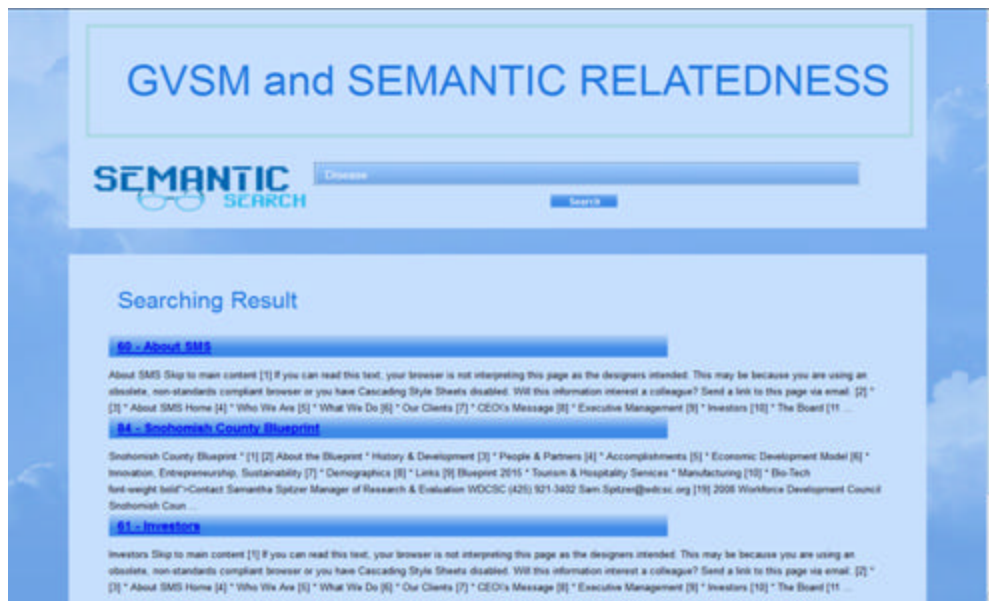 GVSM and SEMANTIC RELATEDNESS
SEMANTIC
SEARCH
Disease
Search
Searching Result
60 - About SMS
About SMS Skip to main content [1] If you can read this text, your browser is not interpreting this page as the designers intended. This may be because you are using an
obsolete, non-standards compliant browser or you have Cascading Style Sheets disabled. Will this information interest a colleague? Send a link to this page via email. [2] *
[3] * About SMS Home [4] * Who We Are [5] * What We Do [6] * Our Clients [7] * CEO\'s Message [8] * Executive Management [9] * Investors [10] * The Board [11 ...
84 - Snohomish County Blueprint
Snohomish County Blueprint * [1] [2] About the Blueprint * History & Development [3] * People & Partners [4] * Accomplishments [5] * Economic Development Model [6] *
Innovation, Entrepreneurship, Sustainability [7] * Demographics [8] * Links [9] Blueprint 2015 * Tourism & Hospitality Services * Manufacturing [10] * Bio-Tech
font-weight bold">Contact Samantha Spitzer Manager of Research & Evaluation WDCSC (425) 921-3402 Sam.Spitzer@wdcsc.org [19] 2008 Workforce Development Council
Snohomish Coun ...
61 - Investors
Investors Skip to main content [1] If you can read this text, your browser is not interpreting this page as the designers intended. This may be because you are using an
obsolete, non-standards compliant browser or you have Cascading Style Sheets disabled. Will this information interest a colleague? Send a link to this page via email. [2] *
[3] * About SMS Home [4] * Who We Are [5] * What We Do [6] * Our Clients [7] * CEO\'s Message [8] * Executive Management [9] * Investors [10] * The Board [11 ...